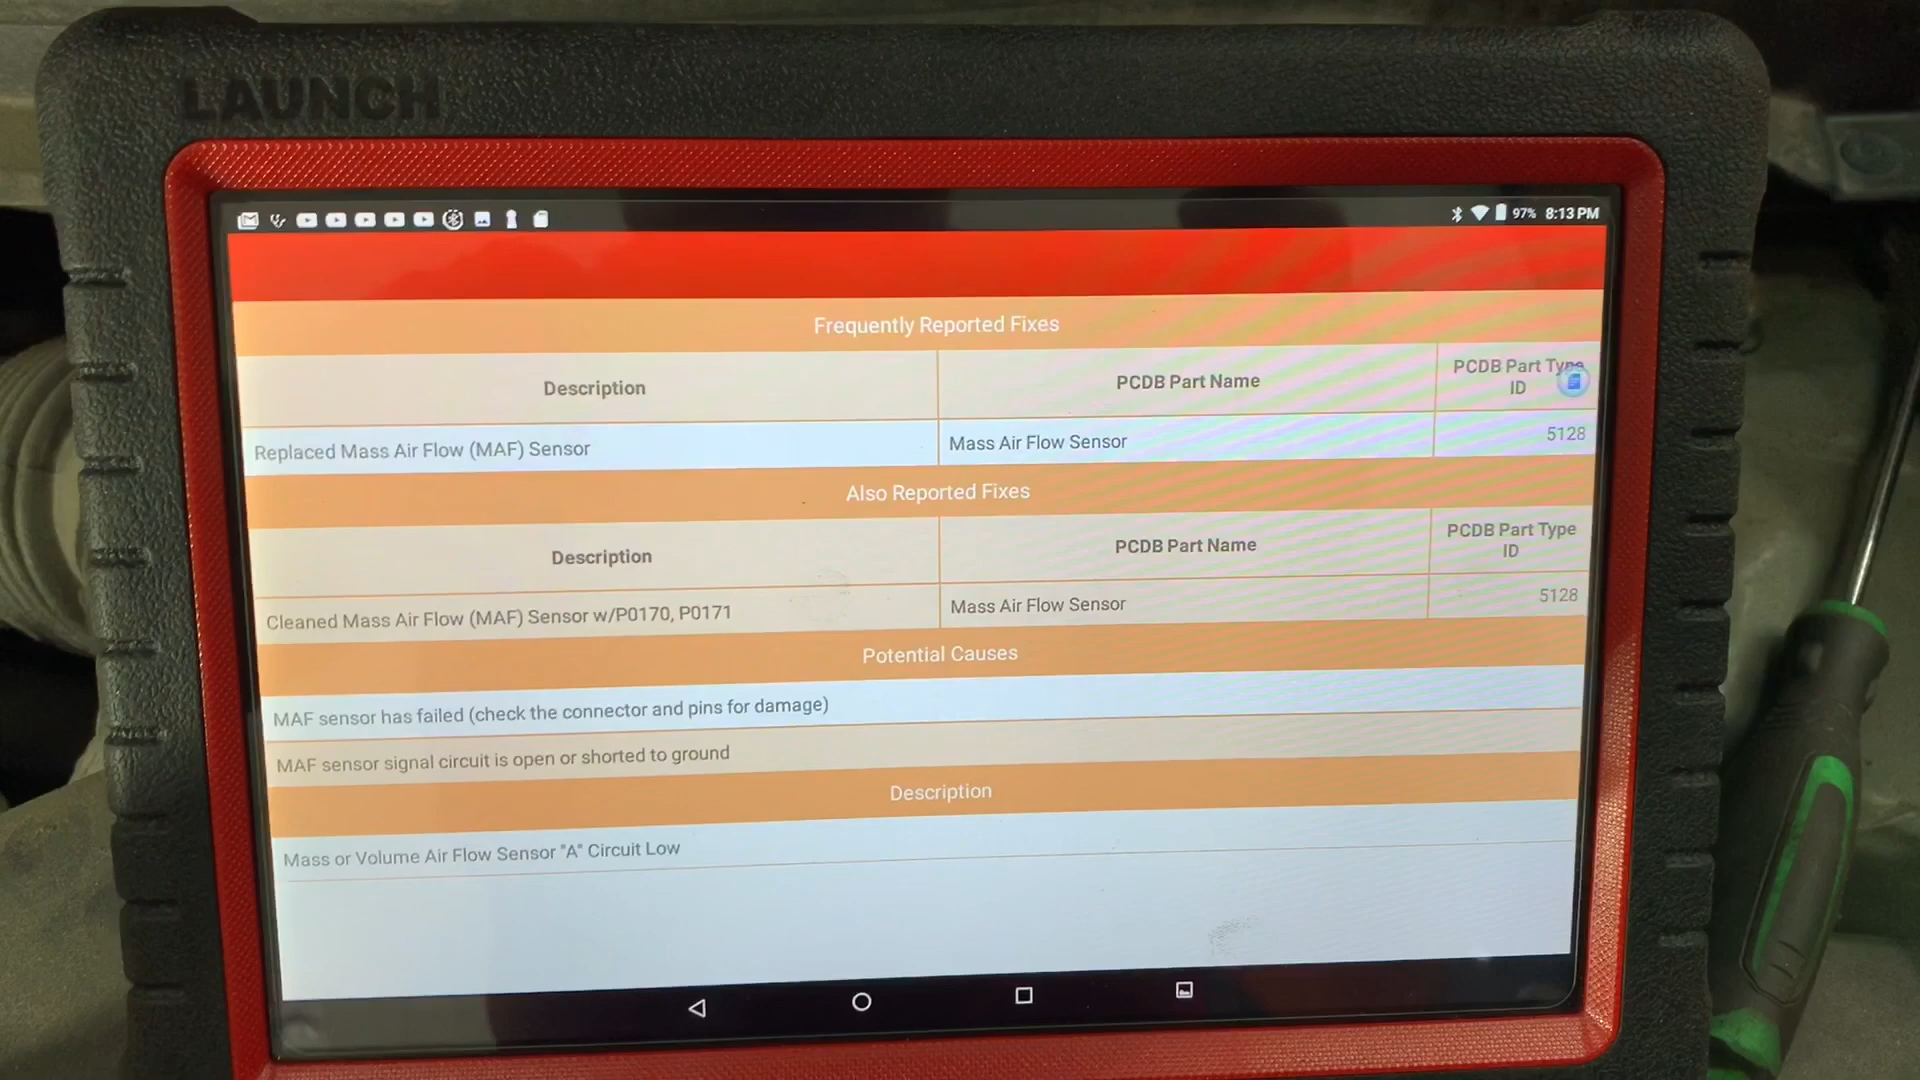 LAUNCH
97% 8:13 PM
Frequently Reported Fixes
Description
PCDB Part Name
PCDB Part Type
ID
Replaced Mass Air Flow (MAF) Sensor
Mass Air Flow Sensor
5128
Also Reported Fixes
Description
PCDB Part Name
PCDB Part Type
ID
Cleaned Mass Air Flow (MAF) Sensor w/P0170, P0171
Mass Air Flow Sensor
5128
Potential Causes
MAF sensor has failed (check the connector and pins for damage)
MAF sensor signal circuit is open or shorted to ground
Description
Mass or Volume Air Flow Sensor "A" Circuit Low